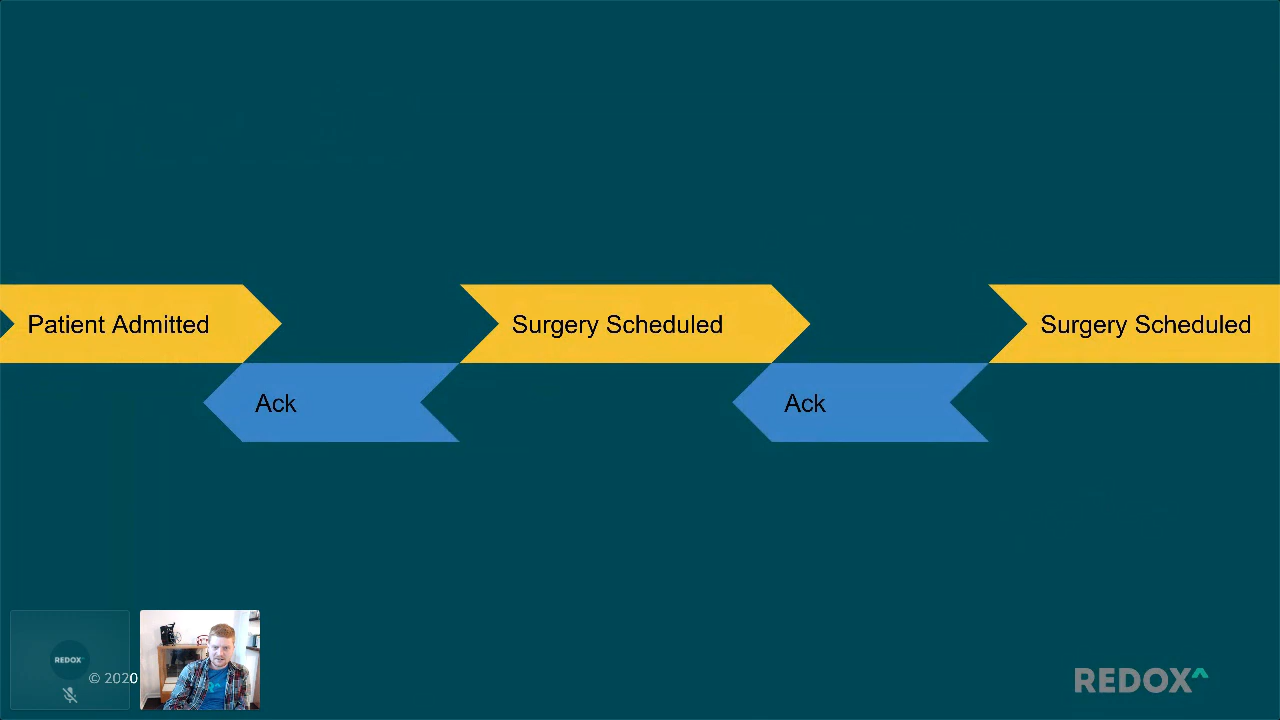 Patient Admitted
Surgery Scheduled
Surgery Scheduled
Ack
Ack
REDOX
© 2020
REDOX^